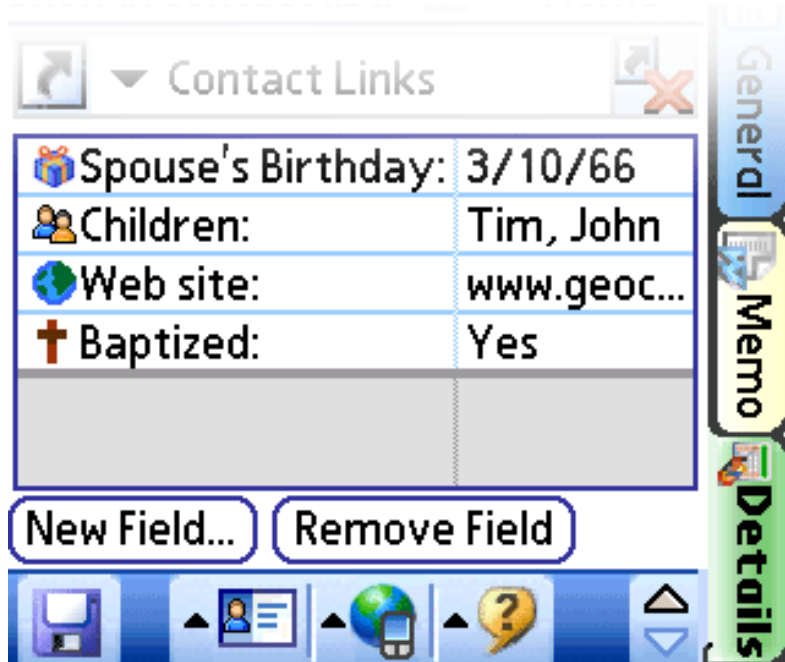 Contact Links
Spouse's Birthday: 3/10/66
Children: Tim, John
Web site: www.geoc...
Baptized: Yes
New Field... Remove Field
General
Memo
Details